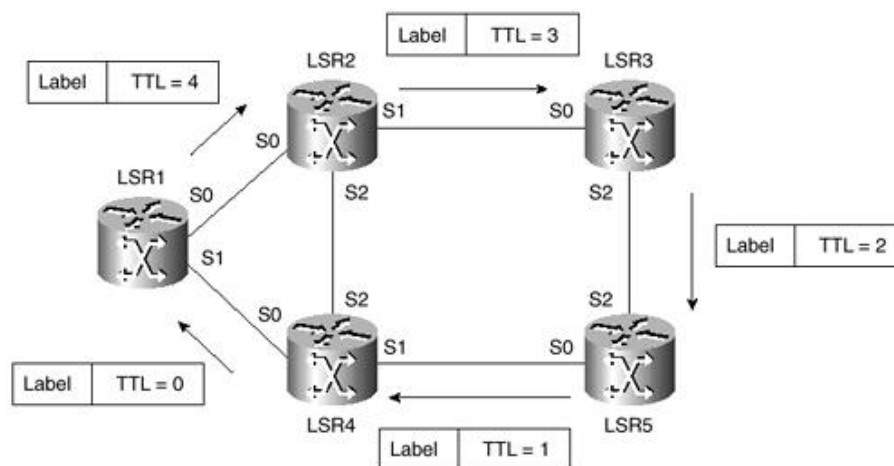 Label TTL = 3
LSR2
LSR3
Label TTL = 4
S1
S0
S0
LSR1
S0
S2
S2
S1
Label TTL = 2
S0
S2
S2
S1
S0
Label TTL = 0
LSR4
LSR5
Label TTL = 1